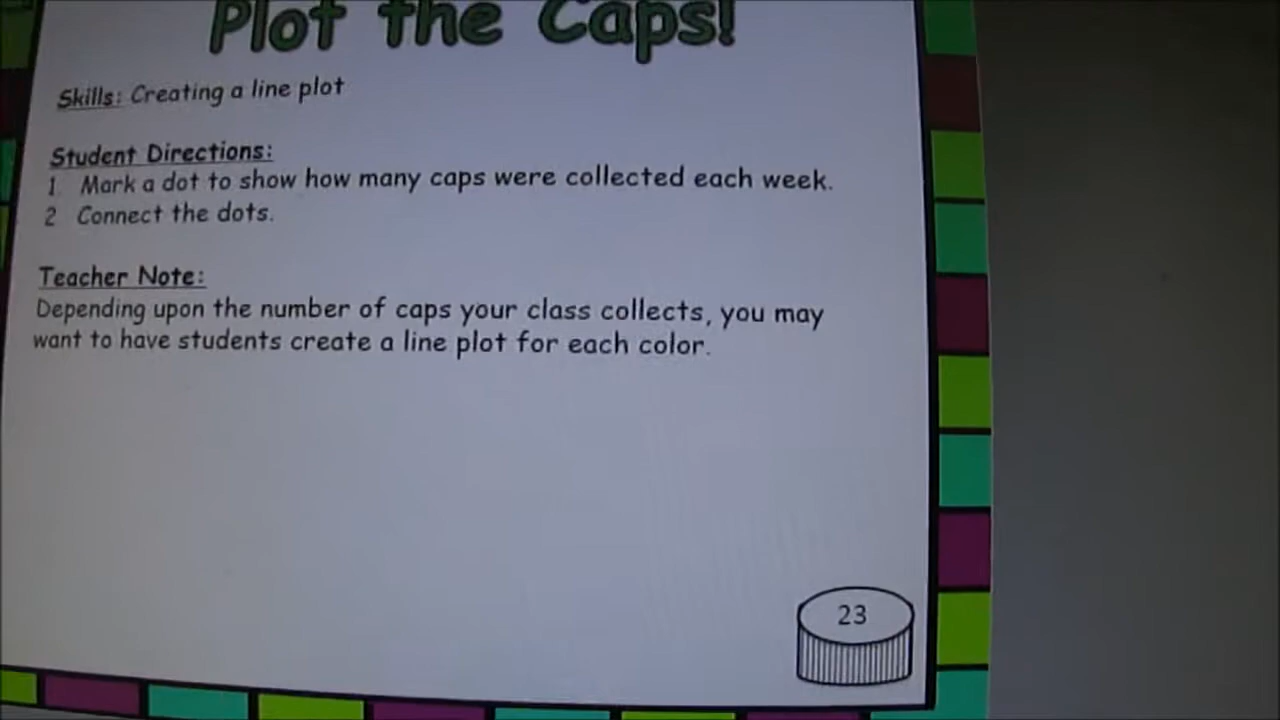 Plot the Caps!
Skills: Creating a line plot
Student Directions:
1 Mark a dot to show how many caps were collected each week.
2 Connect the dots.
Teacher Note:
Depending upon the number of caps your class collects, you may
want to have students create a line plot for each color.
23